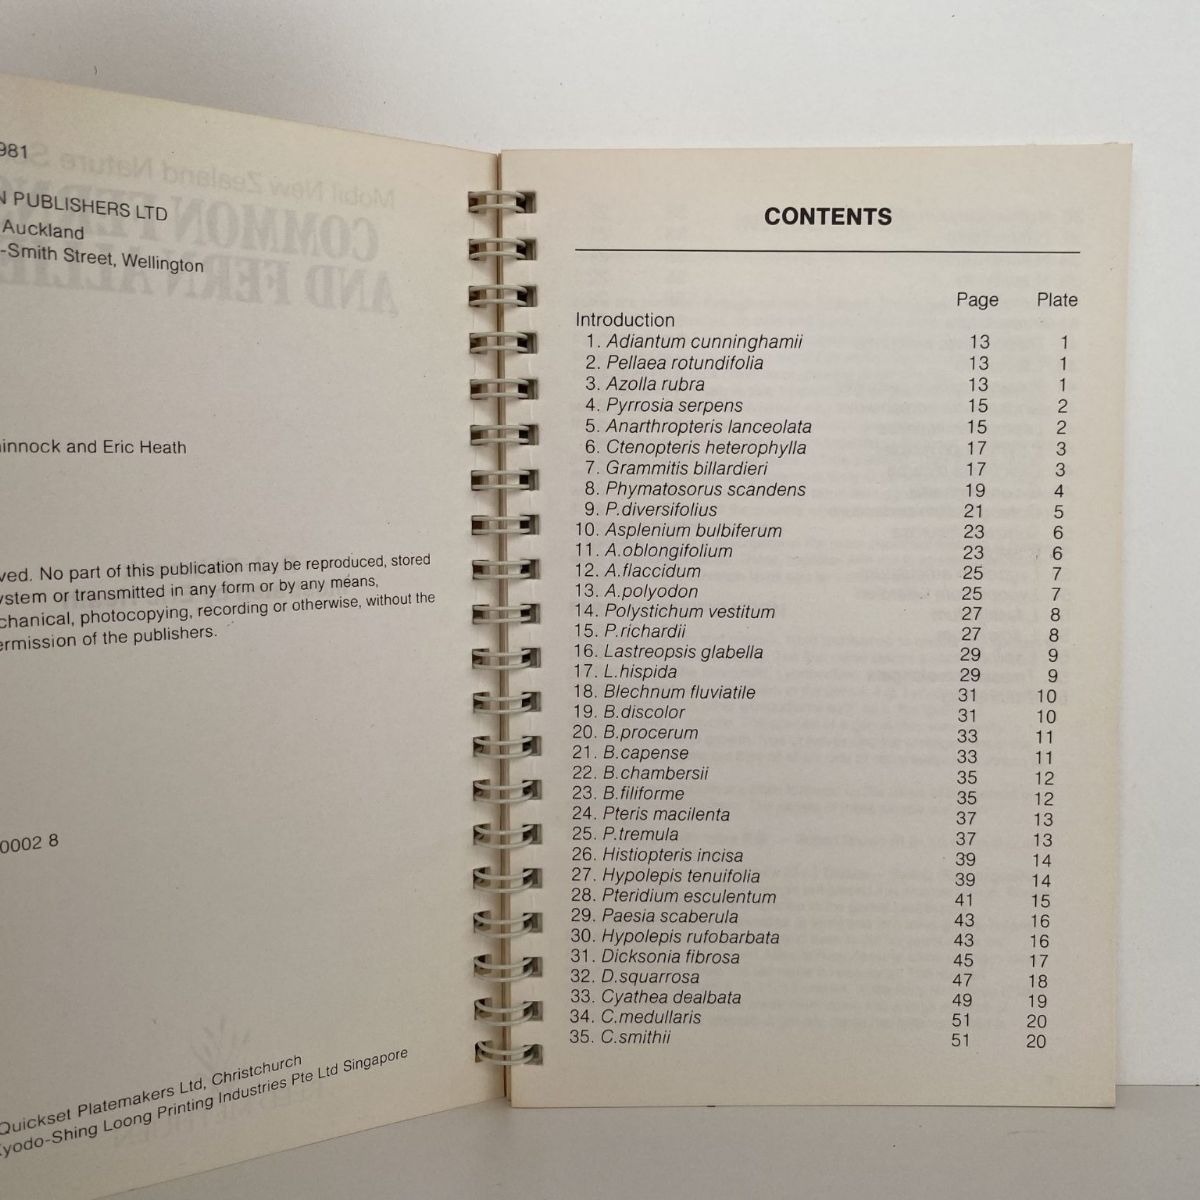 981
N PUBLISHERS LTD
Auckland
-Smith Street, Wellington
innock and Eric Heath
ved. No part of this publication may be reproduced, stored
ystem or transmitted in any form or by any means,
chanical, photocopying, recording or otherwise, without the
ermission of the publishers.
0002 8
Quickset Platemakers Ltd, Christchurch
Kyodo-Shing Loong Printing Industries Pte Ltd Singapore
Mobil New Zealand Nature S
COMMON FERNS
AND FERN ALLIE
CONTENTS
Page Plate
Introduction
1. Adiantum cunninghamii 13 1
2. Pellaea rotundifolia 13 1
3. Azolla rubra 13 1
4. Pyrrosia serpens 15 2
5. Anarthropteris lanceolata 15 2
6. Ctenopteris heterophylla 17 3
7. Grammitis billardieri 17 3
8. Phymatosorus scandens 19 4
9. P.diversifolius 21 5
10. Asplenium bulbiferum 23 6
11. A.oblongifolium 23 6
12. A.flaccidum 25 7
13. A.polyodon 25 7
14. Polystichum vestitum 27 8
15. P.richardii 27 8
16. Lastreopsis glabella 29 9
17. L.hispida 29 9
18. Blechnum fluviatile 31 10
19. B.discolor 31 10
20. B.procerum 33 11
21. B.capense 33 11
22. B.chambersii 35 12
23. B.filiforme 35 12
24. Pteris macilenta 37 13
25. P.tremula 37 13
26. Histiopteris incisa 39 14
27. Hypolepis tenuifolia 39 14
28. Pteridium esculentum 41 15
29. Paesia scaberula 43 16
30. Hypolepis rufobarbata 43 16
31. Dicksonia fibrosa 45 17
32. D.squarrosa 47 18
33. Cyathea dealbata 49 19
34. C.medullaris 51 20
35. C.smithii 51 20